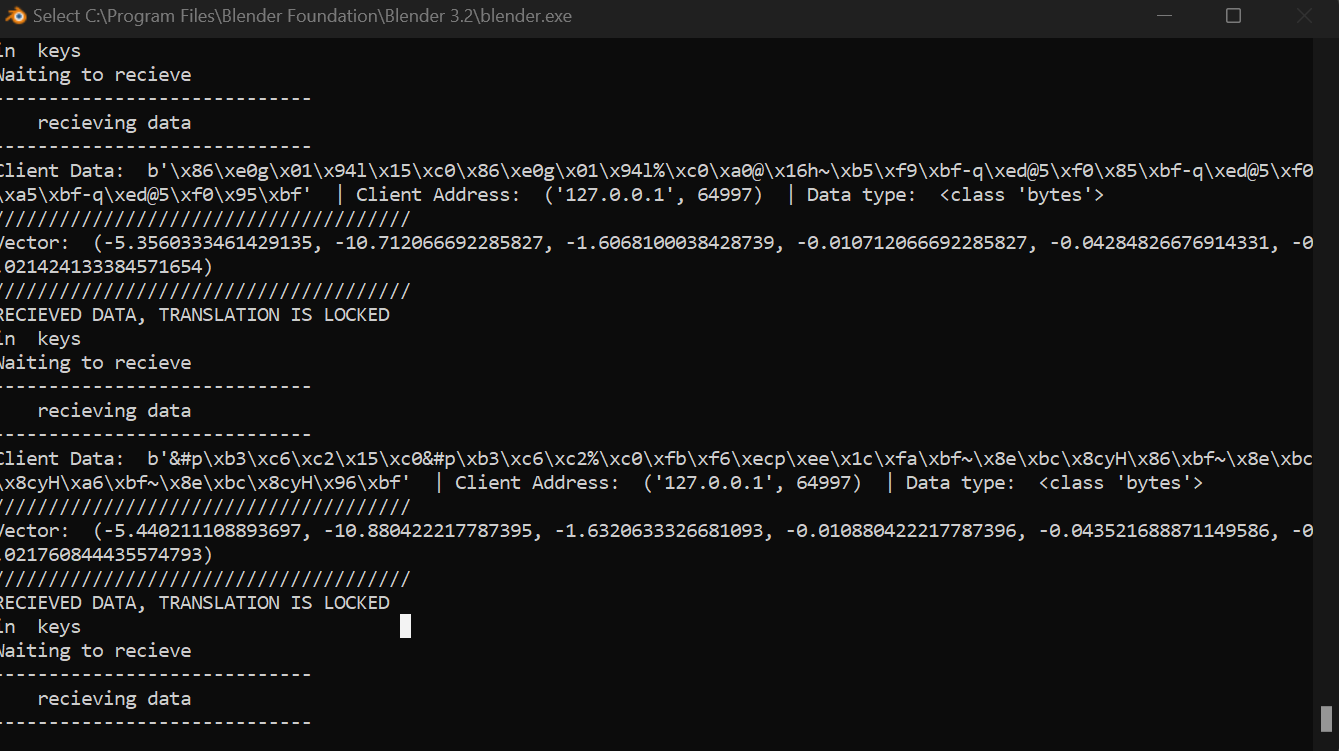 Select C:\Program Files\Blender Foundation\Blender 3.2\blender.exe
in  keys
Waiting to recieve
-----------------------------
    recieving data
-----------------------------
Client Data:  b'\x86\xe0g\x01\x94l\x15\xc0\x86\xe0g\x01\x94l%\xc0\xa0@\x16h~\xb5\xf9\xbf-q\xed@5\xf0\x85\xbf-q\xed@5\xf0
\xa5\xbf-q\xed@5\xf0\x95\xbf'  | Client Address:  ('127.0.0.1', 64997)  | Data type:  <class 'bytes'>
//////////////////////////////////////
Vector:  (-5.3560333461429135, -10.712066692285827, -1.6068100038428739, -0.010712066692285827, -0.04284826676914331, -0
.021424133384571654)
//////////////////////////////////////
RECIEVED DATA, TRANSLATION IS LOCKED
in  keys
Waiting to recieve
-----------------------------
    recieving data
-----------------------------
Client Data:  b'&#p\xb3\xc6\xc2\x15\xc0&#p\xb3\xc6\xc2%\xc0\xfb\xf6\xecp\xee\x1c\xfa\xbf~\x8e\xbc\x8cyH\x86\xbf~\x8e\xbc
\x8cyH\xa6\xbf~\x8e\xbc\x8cyH\x96\xbf'  | Client Address:  ('127.0.0.1', 64997)  | Data type:  <class 'bytes'>
//////////////////////////////////////
Vector:  (-5.440211108893697, -10.880422217787395, -1.6320633326681093, -0.010880422217787396, -0.043521688871149586, -0
.021760844435574793)
//////////////////////////////////////
RECIEVED DATA, TRANSLATION IS LOCKED
in  keys
Waiting to recieve
-----------------------------
    recieving data
-----------------------------